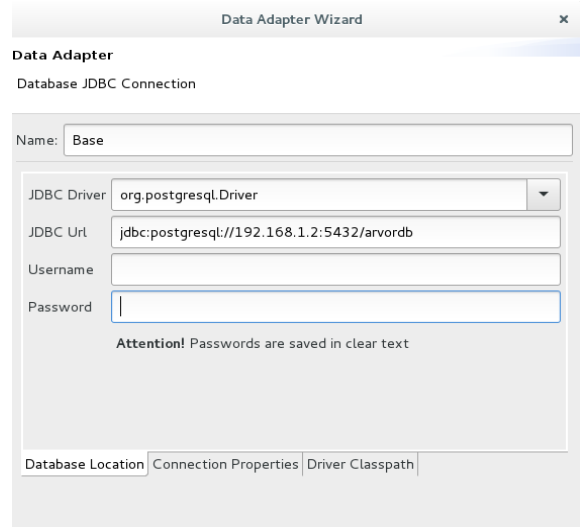 Data Adapter Wizard
Data Adapter
Database JDBC Connection
Name: Base
JDBC Driver org.postgresql.Driver
JDBC Url jdbc:postgresql://192.168.1.2:5432/arvordb
Username
Password
Attention! Passwords are saved in clear text
Database Location Connection Properties Driver Classpath